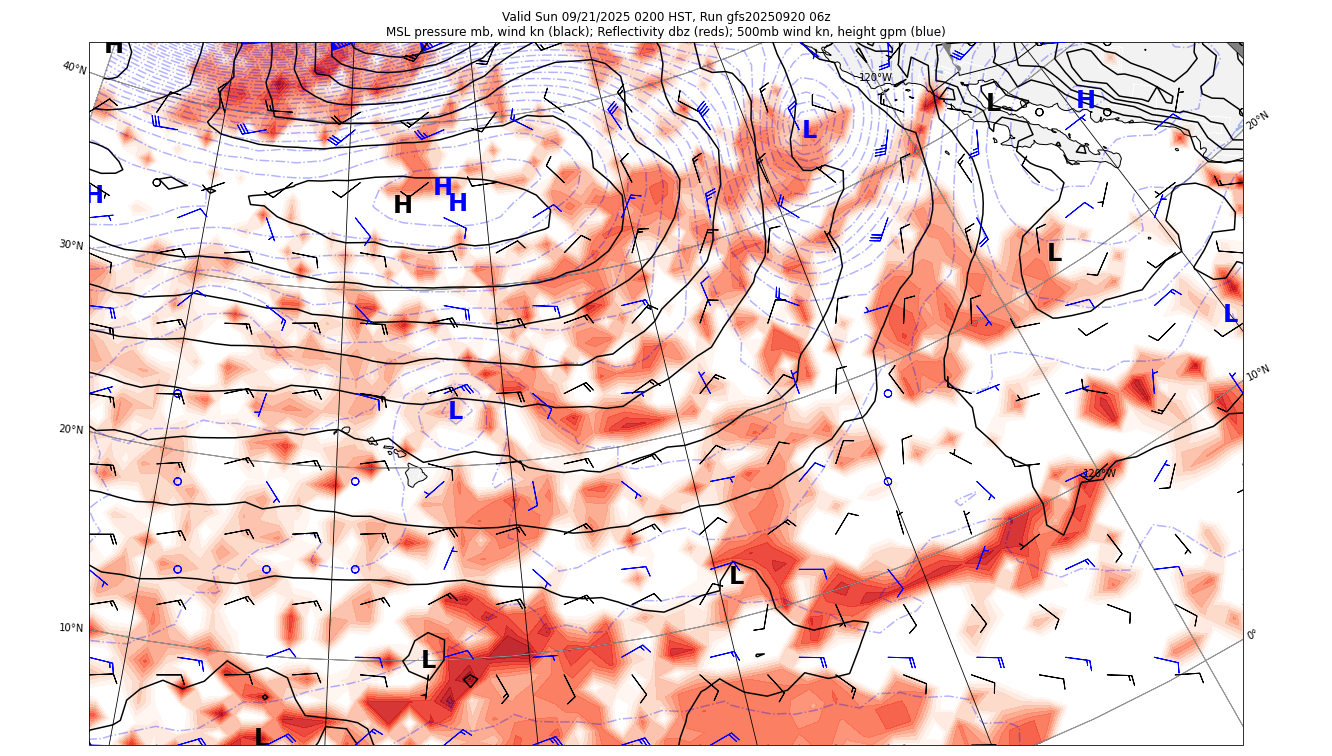 Valid Sun 09/21/2025 0200 HST, Run gfs20250920 06z
MSL pressure mb, wind kn (black); Reflectivity dbz (reds); 500mb wind kn, height gpm (blue)
H
40°N
120°W
L
H
20°N
L
H
H
H
H
30°N
L
L
10°N
L
20°N
120°W
L
10°N
0°
L
L